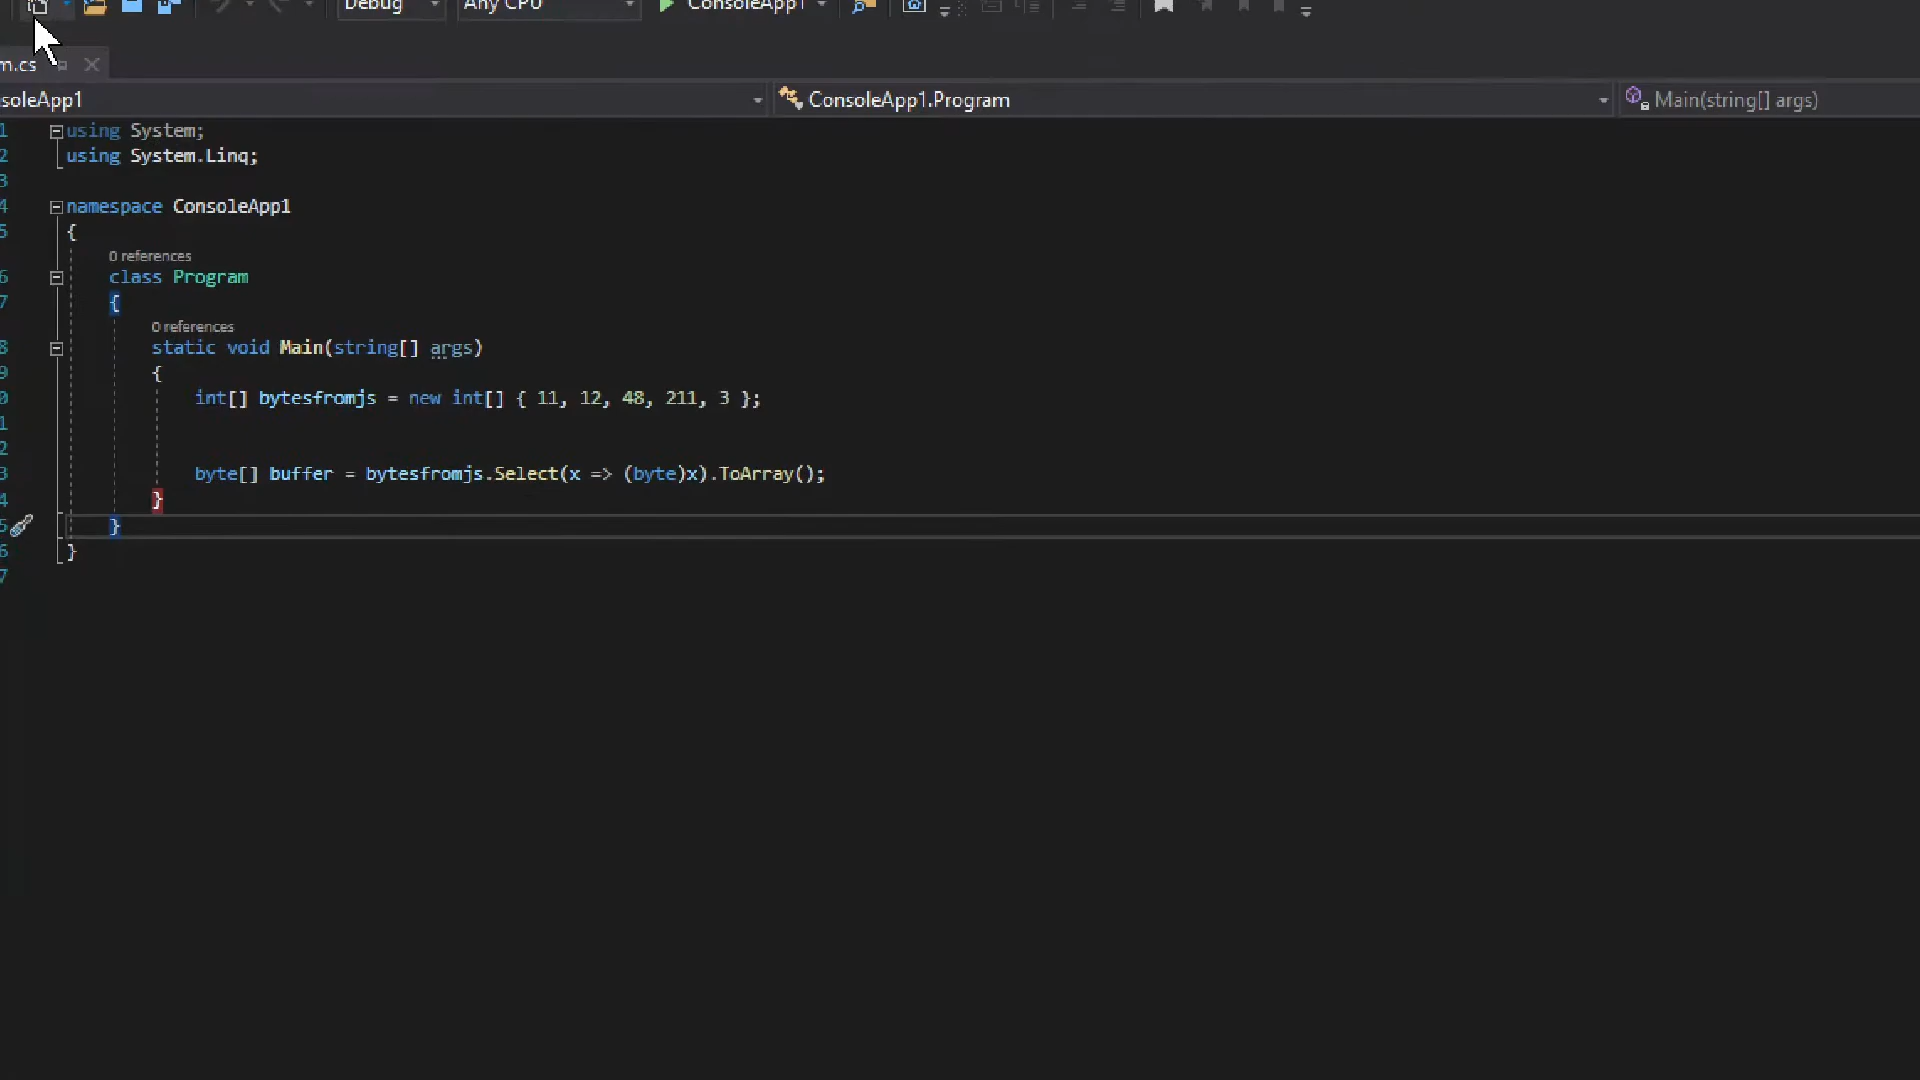 Debug Any CPU ConsoleApp1
m.cs
soleApp1 ConsoleApp1.Program Main(string[] args)
1 using System;
2 using System.Linq;
3
4 namespace ConsoleApp1
5 {
0 references
6 class Program
7 {
0 references
8 static void Main(string[] args)
9 {
0 int[] bytesfromjs = new int[] { 11, 12, 48, 211, 3 };
1
2
3 byte[] buffer = bytesfromjs.Select(x => (byte)x).ToArray();
4 }
5 }
6 }
7